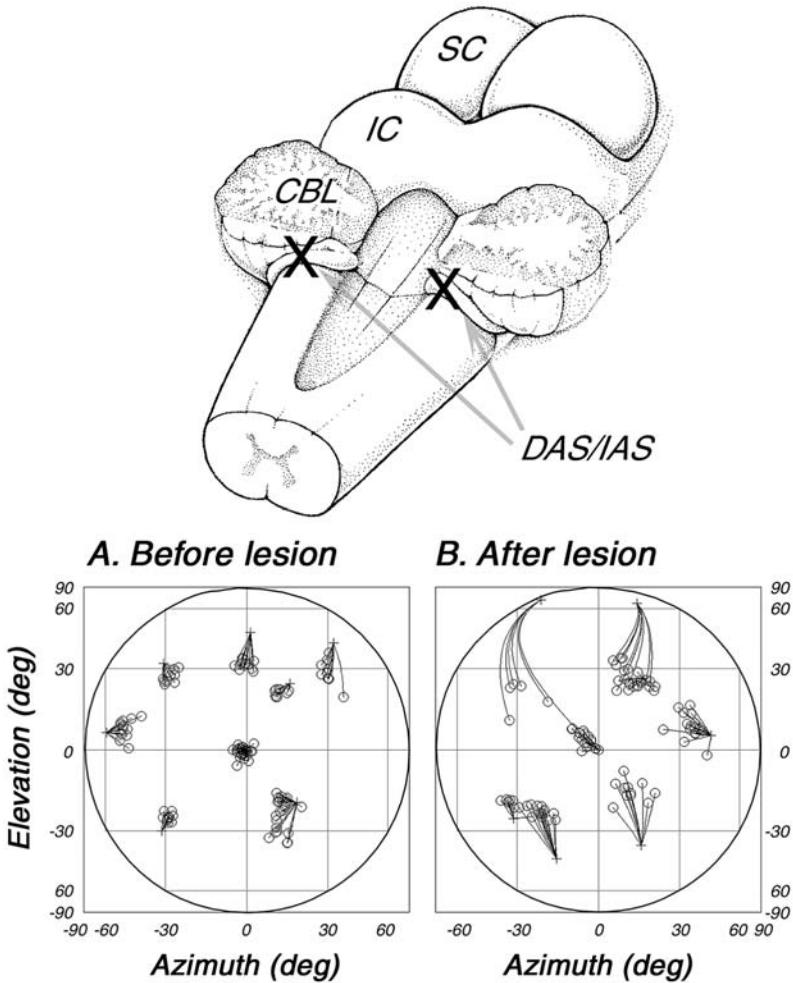 SC
IC
CBL
X X
DAS/IAS
A. Before lesion B. After lesion
90 90
60 60
30 30
0 0
-30 -30
60 60
-90 -90
Elevation (deg)
-90 -60 -30 0 30 60 -60 -30 0 30 60 90
Azimuth (deg) Azimuth (deg)